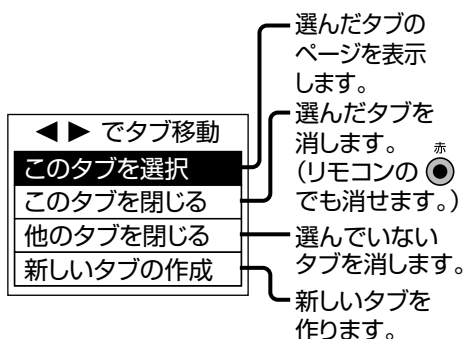 ◀▶ でタブ移動
このタブを選択
このタブを閉じる
他のタブを閉じる
新しいタブの作成
選んだタブの
ページを表示
します。
選んだタブを
消します。
赤
（リモコンの
でも消せます。）
選んでいない
タブを消します。
新しいタブを
作ります。